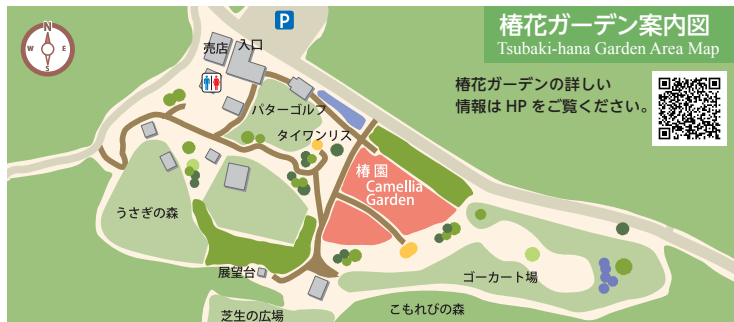 椿花ガーデン案内図
Tsubaki-hana Garden Area Map
椿花ガーデンの詳しい
情報は HP をご覧ください。
P
N
W
E
S
売店
入口
パターゴルフ
タイワンリス
椿 園
Camellia
Garden
うさぎの森
展望台
ゴーカート場
こもれびの森
芝生の広場